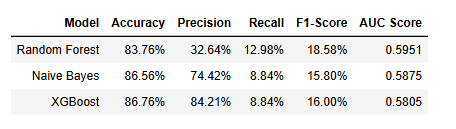 Model Accuracy Precision Recall F1-Score AUC Score
Random Forest 83.76% 32.64% 12.98% 18.58% 0.5951
Naive Bayes 86.56% 74.42% 8.84% 15.80% 0.5875
XGBoost 86.76% 84.21% 8.84% 16.00% 0.5805